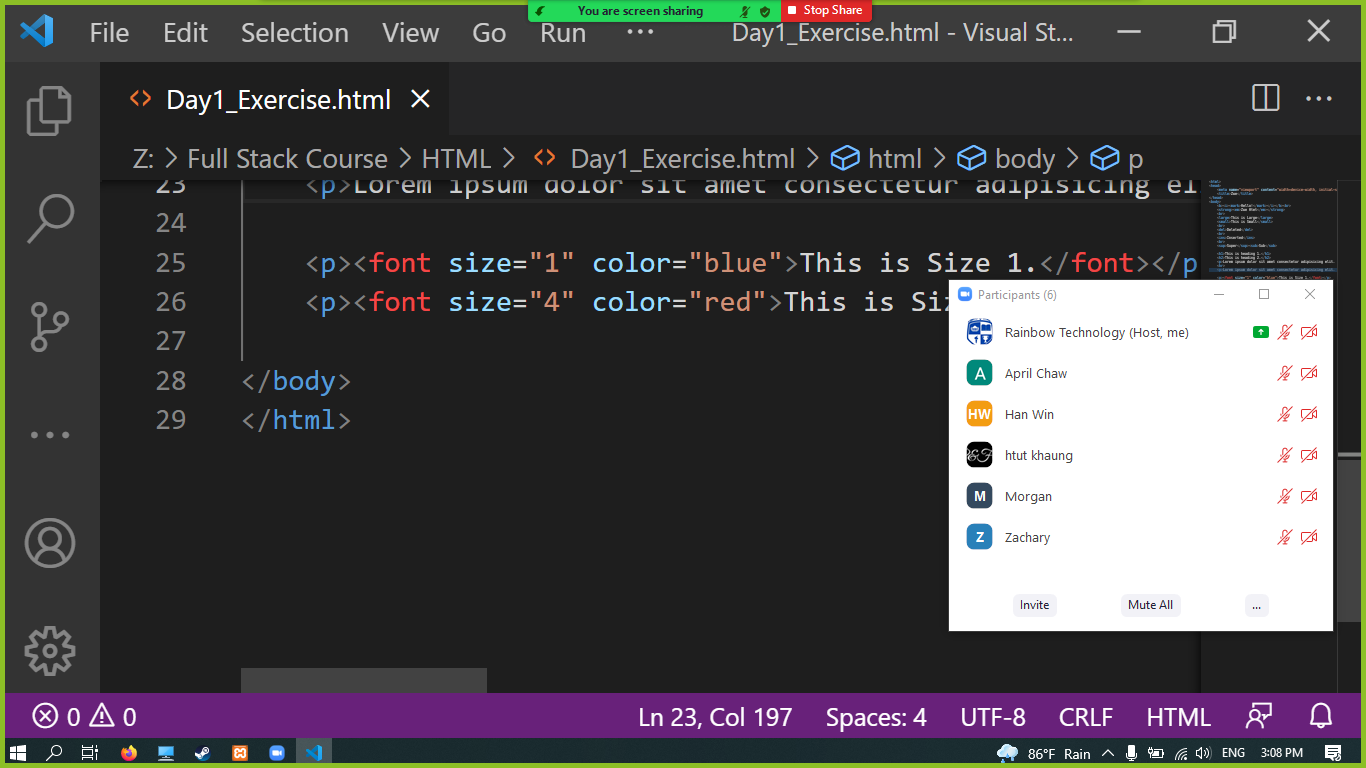 You are screen sharing Stop Share
File Edit Selection View Go Run ··· Day1_Exercise.html - Visual St...
Day1_Exercise.html
Z: > Full Stack Course > HTML > Day1_Exercise.html > html > body > p
23 <p>Lorem ipsum dolor sit amet consectetur adipisicing el
24
25 <p><font size="1" color="blue">This is Size 1.</font></p
26 <p><font size="4" color="red">This is Siz
27
28 </body>
29 </html>
Participants (6)
Rainbow Technology (Host, me)
A April Chaw
HW Han Win
htut khaung
M Morgan
Z Zachary
Invite Mute All ...
0 0 Ln 23, Col 197 Spaces: 4 UTF-8 CRLF HTML
86°F Rain ENG 3:08 PM